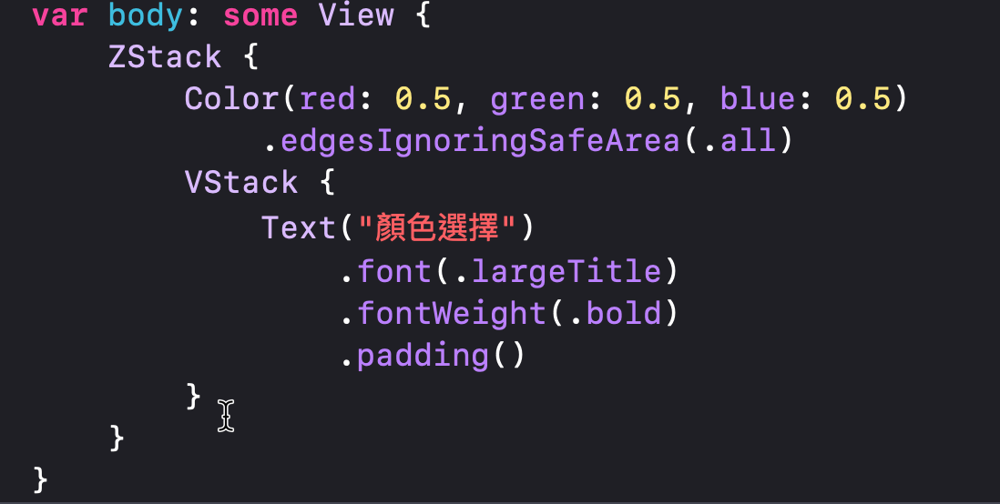 var body: some View {
ZStack {
Color(red: 0.5, green: 0.5, blue: 0.5)
.edgesIgnoringSafeArea(.all)
VStack {
Text("顏色選擇")
.font(.largeTitle)
.fontWeight(.bold)
.padding()
}
}
}